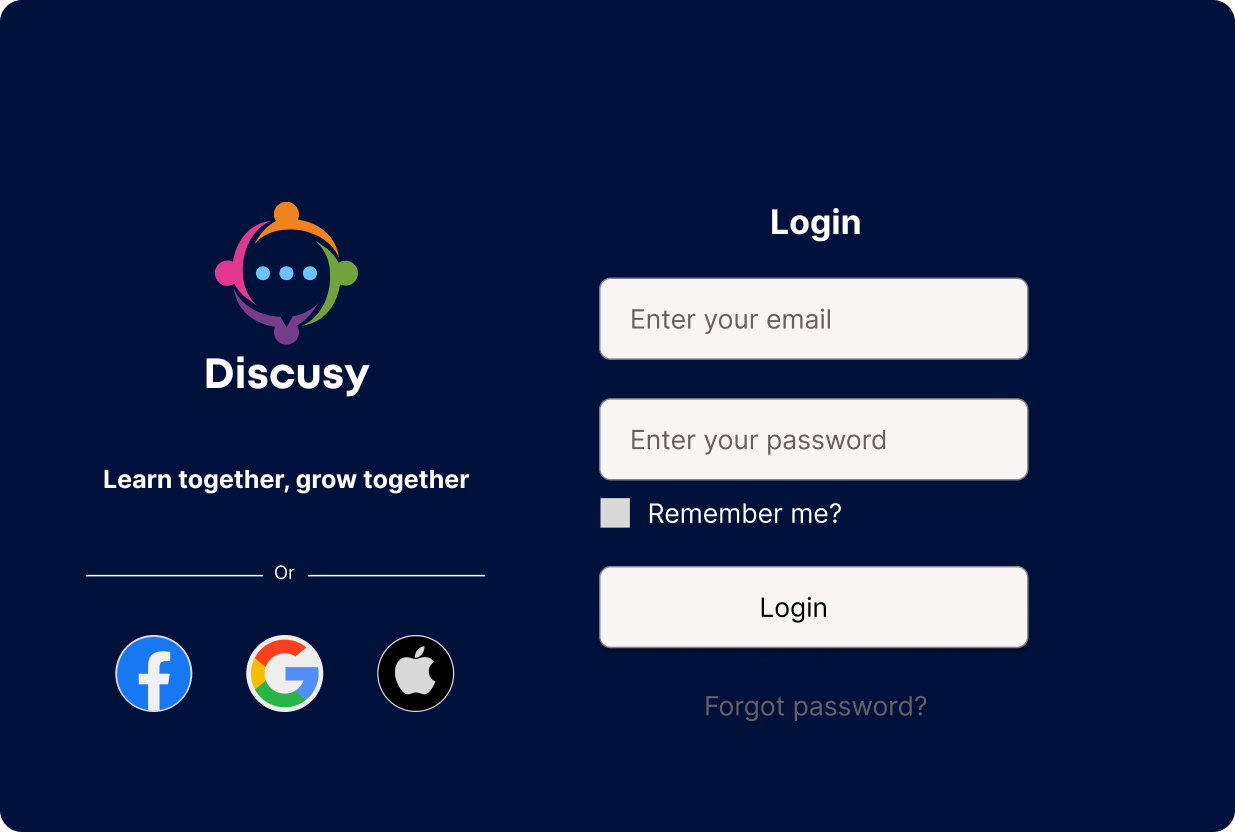 Discusy
Learn together, grow together
Or
Login
Enter your email
Enter your password
Remember me?
Login
Forgot password?